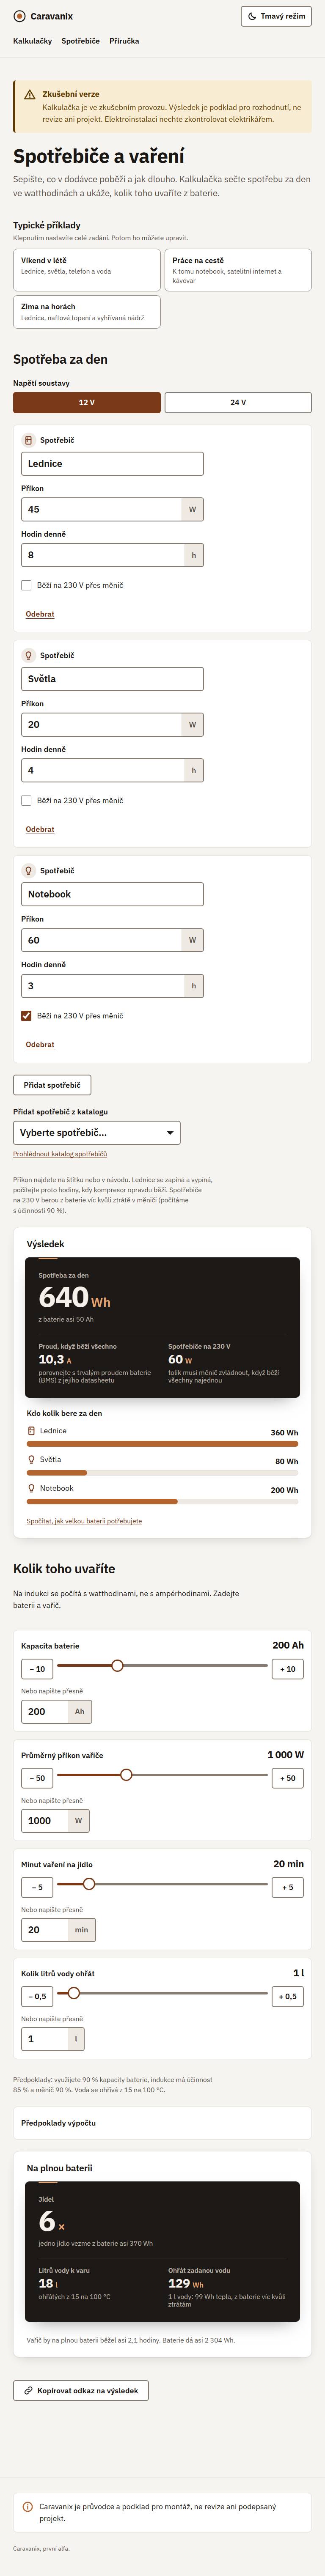 Caravanix
Tmavý režim
Kalkulačky Spotřebiče Příručka
Zkušební verze
Kalkulačka je ve zkušebním provozu. Výsledek je podklad pro rozhodnutí, ne
revize ani projekt. Elektroinstalaci nechte zkontrolovat elektrikářem.
Spotřebiče a vaření
Sepište, co v dodávce poběží a jak dlouho. Kalkulačka sečte spotřebu za den
ve watthodinách a ukáže, kolik toho uvaříte z baterie.
Typické příklady
Klepnutím nastavíte celé zadání. Potom ho můžete upravit.
Víkend v létě
Lednice, světla, telefon a voda
Práce na cestě
K tomu notebook, satelitní internet a
kávovar
Zima na horách
Lednice, naftové topení a vyhřívaná nádrž
Spotřeba za den
Napětí soustavy
12 V
24 V
Spotřebič
Lednice
Příkon
45 W
Hodin denně
8 h
Běží na 230 V přes měnič
Odebrat
Spotřebič
Světla
Příkon
20 W
Hodin denně
4 h
Běží na 230 V přes měnič
Odebrat
Spotřebič
Notebook
Příkon
60 W
Hodin denně
3 h
Běží na 230 V přes měnič
Odebrat
Přidat spotřebič
Přidat spotřebič z katalogu
Vyberte spotřebič…
Prohlédnout katalog spotřebičů
Příkon najdete na štítku nebo v návodu. Lednice se zapíná a vypíná,
počítejte proto hodiny, kdy kompresor opravdu běží. Spotřebiče
na 230 V berou z baterie víc kvůli ztrátě v měniči (počítáme
s účinností 90 %).
Výsledek
Spotřeba za den
640 Wh
z baterie asi 50 Ah
Proud, když běží všechno
10,3 A
porovnejte s trvalým proudem baterie
(BMS) z jejího datasheetu
Spotřebiče na 230 V
60 W
tolik musí měnič zvládnout, když běží
všechny najednou
Kdo kolik bere za den
Lednice 360 Wh
Světla 80 Wh
Notebook 200 Wh
Spočítat, jak velkou baterii potřebujete
Kolik toho uvaříte
Na indukci se počítá s watthodinami, ne s ampérhodinami. Zadejte
baterii a vařič.
Kapacita baterie 200 Ah
− 10 + 10
Nebo napište přesně
200 Ah
Průměrný příkon vařiče 1 000 W
− 50 + 50
Nebo napište přesně
1000 W
Minut vaření na jídlo 20 min
− 5 + 5
Nebo napište přesně
20 min
Kolik litrů vody ohřát 1 l
− 0,5 + 0,5
Nebo napište přesně
1 l
Předpoklady: využijete 90 % kapacity baterie, indukce má účinnost
85 % a měnič 90 %. Voda se ohřívá z 15 na 100 °C.
Předpoklady výpočtu
Na plnou baterii
Jídel
6 ×
jedno jídlo vezme z baterie asi 370 Wh
Litrů vody k varu
18 l
ohřátých z 15 na 100 °C
Ohřát zadanou vodu
129 Wh
1 l vody: 99 Wh tepla, z baterie víc kvůli
ztrátám
Vařič by na plnou baterii běžel asi 2,1 hodiny. Baterie dá asi 2 304 Wh.
Kopírovat odkaz na výsledek
Caravanix je průvodce a podklad pro montáž, ne revize ani podepsaný
projekt.
Caravanix, první alfa.